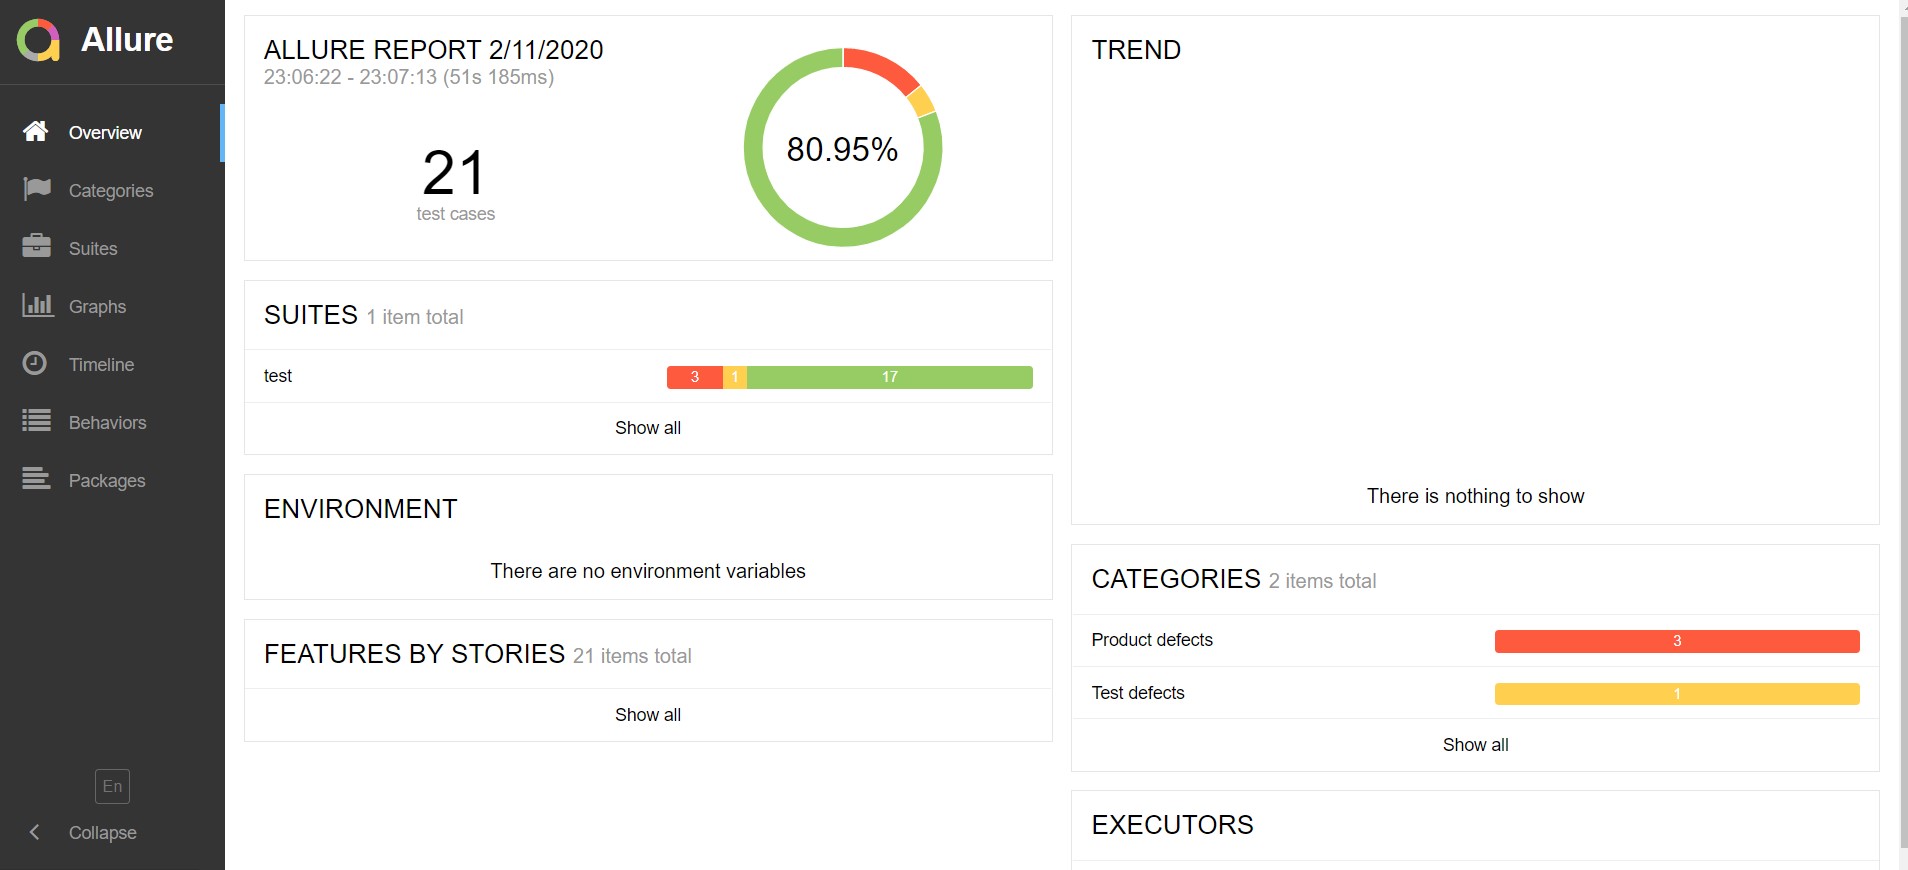 Allure
Overview
Categories
Suites
Graphs
Timeline
Behaviors
Packages
En
Collapse
ALLURE REPORT 2/11/2020
23:06:22 - 23:07:13 (51s 185ms)
21
test cases
80.95%
SUITES 1 item total
test 3 1 17
Show all
ENVIRONMENT
There are no environment variables
FEATURES BY STORIES 21 items total
Show all
TREND
There is nothing to show
CATEGORIES 2 items total
Product defects 3
Test defects 1
Show all
EXECUTORS